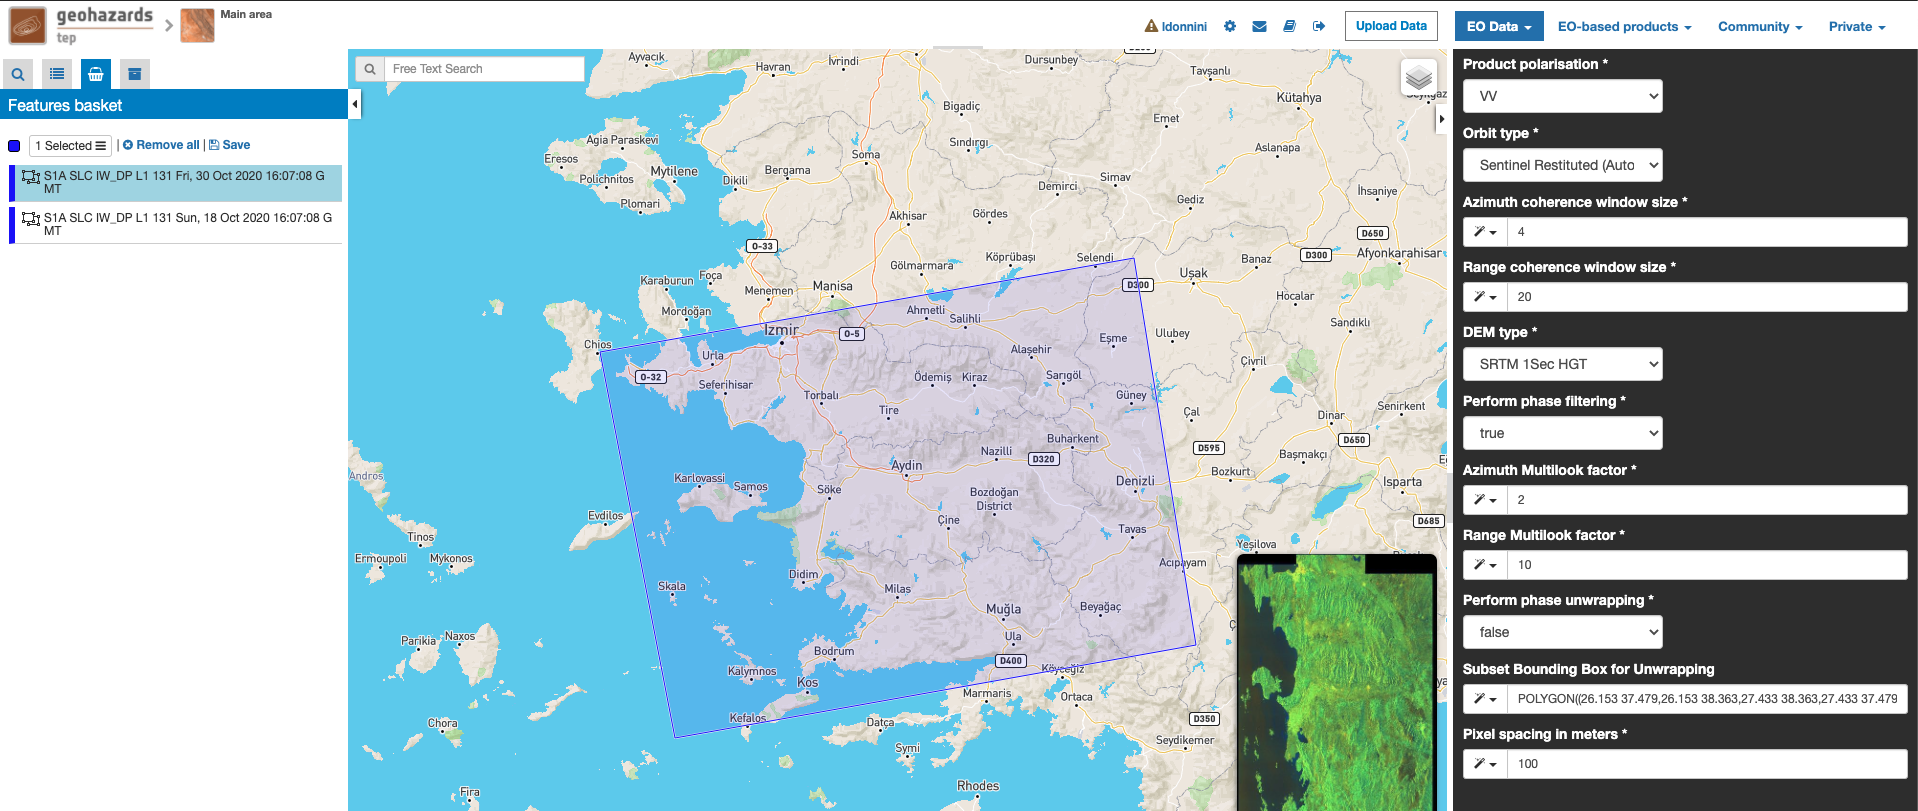 geohazards
tep
Main area
Idonnini
Upload Data
EO Data
EO-based products
Community
Private
Features basket
1 Selected
| Remove all | Save
S1A SLC IW_DP L1 131 Fri, 30 Oct 2020 16:07:08 G
MT
S1A SLC IW_DP L1 131 Sun, 18 Oct 2020 16:07:08 G
MT
Free Text Search
Ayvacık
Havran
İvrindi
Dursunbey
Tavşanlı
Kütahya
Bigadiç
Emet
Agia Paraskevi
Eresos
Soma
Sındırgı
Aslanapa
Polichnitos
Mytilene
Bergama
Dikili
Demirci
Simav
İhsaniye
Plomari
Akhisar
Gördes
Gediz
D650
O-33
Afyonkarahisar
Köprübaşı
Selendi
Banaz
D300
Gölmarmara
Uşak
Karaburun
Foça
Menemen
Manisa
D300
Hocalar
Mordoğan
Ahmetli
Salihli
Sandıklı
Izmir
O-5
Ulubey
Eşme
Chios
Urla
Alaşehir
Çivril
O-32
Seferihisar
Ödemiş
Kiraz
Sarıgöl
Torbalı
Güney
Tire
Çal
Dinar
Senirkent
Buharkent
D650
Nazilli
D320
D595
Başmakçı
Aydin
Bozkurt
Andros
Karlovassi
Samos
Söke
Denizli
Isparta
Bozdoğan
District
Evdilos
Çine
D685
Tavas
Tinos
Yeşilova
Ermoupoli
Mykonos
Acıpayam
Didim
Skala
Milas
Muğla
Beyağaç
Parikia
Naxos
Ula
Bodrum
D400
Kalymnos
Köyceğiz
Kos
Marmaris
Ortaca
Kefalos
Chora
Datca
D350
Symi
Seydikemer
Rhodes
Fira
Product polarisation *
VV
Orbit type *
Sentinel Restituted (Auto
Azimuth coherence window size *
4
Range coherence window size *
20
DEM type *
SRTM 1Sec HGT
Perform phase filtering *
true
Azimuth Multilook factor *
2
Range Multilook factor *
10
Perform phase unwrapping *
false
Subset Bounding Box for Unwrapping
POLYGON((26.153 37.479,26.153 38.363,27.433 38.363,27.433 37.479
Pixel spacing in meters *
100